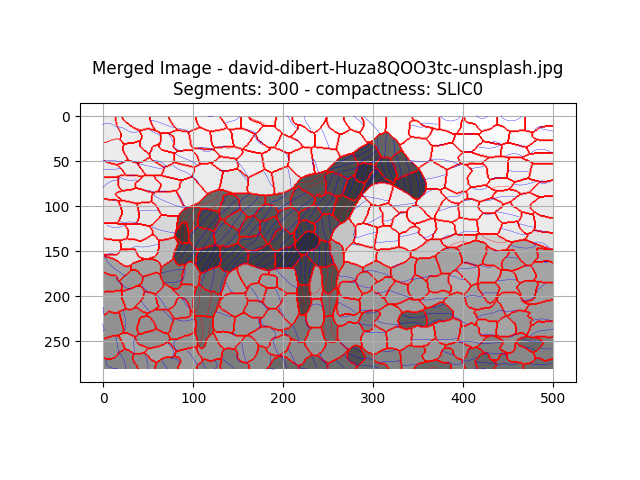 Merged Image - david-dibert-Huza8QOO3tc-unsplash.jpg
Segments: 300 - compactness: SLIC0
0
50
100
150
200
250
0 100 200 300 400 500